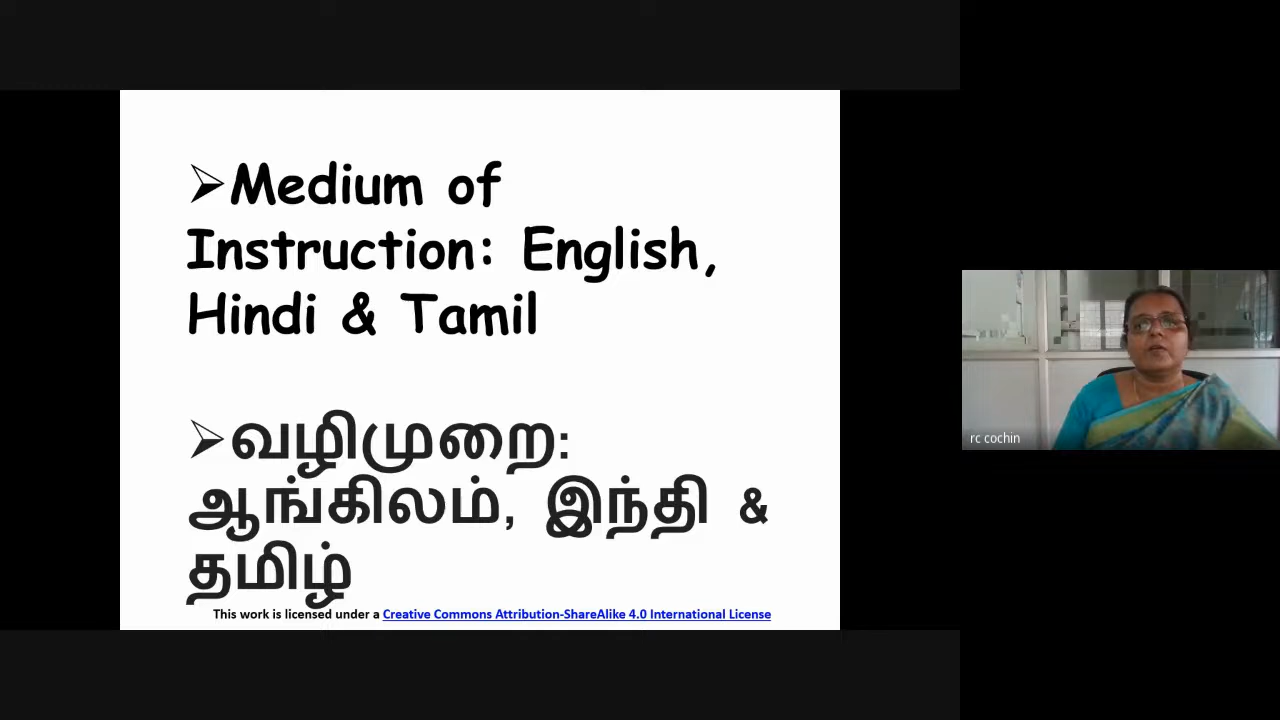 ➢Medium of
Instruction: English,
Hindi & Tamil
➢வழிமுறை:
ஆங்கிலம், இந்தி &
தமிழ்
This work is licensed under a Creative Commons Attribution-ShareAlike 4.0 International License
rc cochin